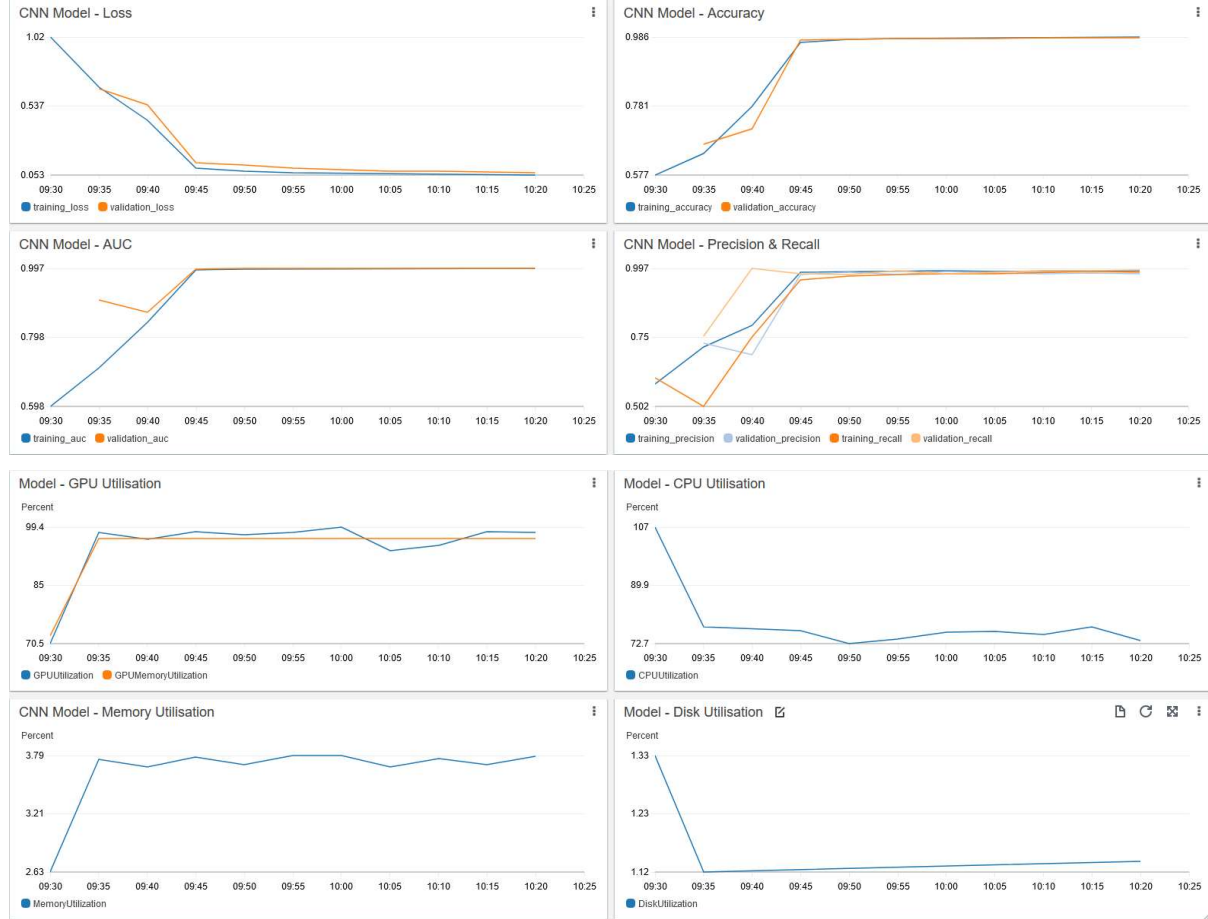 CNN Model - Loss
1.02
0.537
0.053
09:30 09:35 09:40 09:45 09:50 09:55 10:00 10:05 10:10 10:15 10:20 10:25
training_loss validation_loss
CNN Model - Accuracy
0.986
0.781
0.577
09:30 09:35 09:40 09:45 09:50 09:55 10:00 10:05 10:10 10:15 10:20 10:25
training_accuracy validation_accuracy
CNN Model - AUC
0.997
0.798
0.598
09:30 09:35 09:40 09:45 09:50 09:55 10:00 10:05 10:10 10:15 10:20 10:25
training_auc validation_auc
CNN Model - Precision & Recall
0.997
0.75
0.502
09:30 09:35 09:40 09:45 09:50 09:55 10:00 10:05 10:10 10:15 10:20 10:25
training_precision validation_precision training_recall validation_recall
Model - GPU Utilisation
Percent
99.4
85
70.5
09:30 09:35 09:40 09:45 09:50 09:55 10:00 10:05 10:10 10:15 10:20 10:25
GPUUtilization GPUMemoryUtilization
Model - CPU Utilisation
Percent
107
89.9
72.7
09:30 09:35 09:40 09:45 09:50 09:55 10:00 10:05 10:10 10:15 10:20 10:25
CPUUtilization
CNN Model - Memory Utilisation
Percent
3.79
3.21
2.63
09:30 09:35 09:40 09:45 09:50 09:55 10:00 10:05 10:10 10:15 10:20 10:25
MemoryUtilization
Model - Disk Utilisation
Percent
1.33
1.23
1.12
09:30 09:35 09:40 09:45 09:50 09:55 10:00 10:05 10:10 10:15 10:20 10:25
DiskUtilization